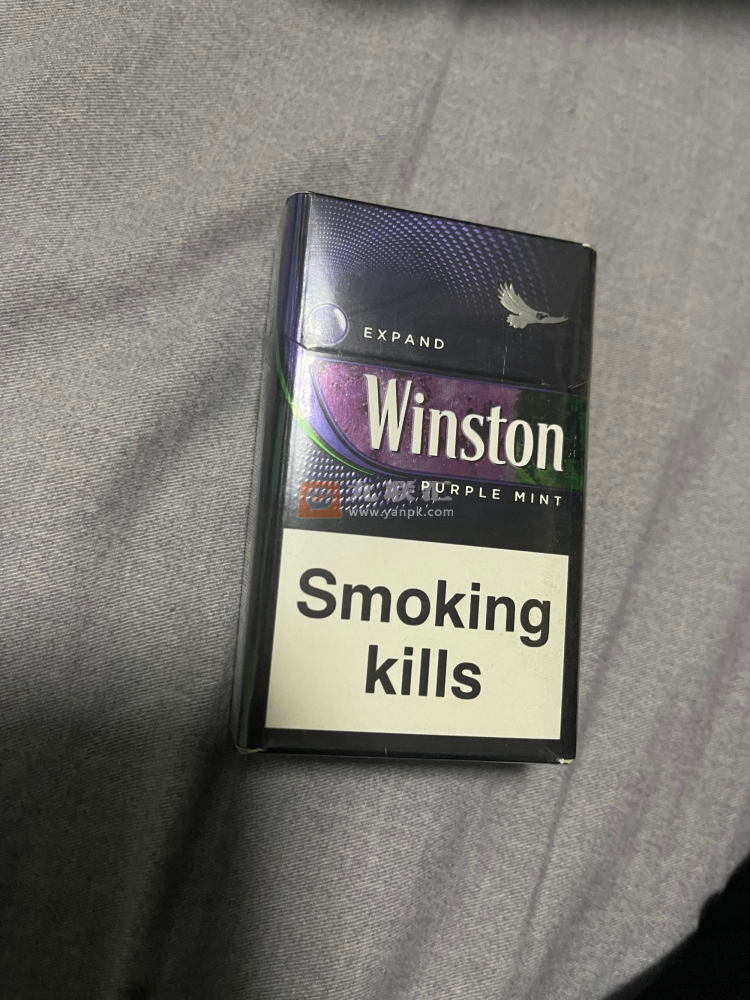 EXPAND
Winston
PURPLE MINT
www.yanpk.com
Smoking
kills